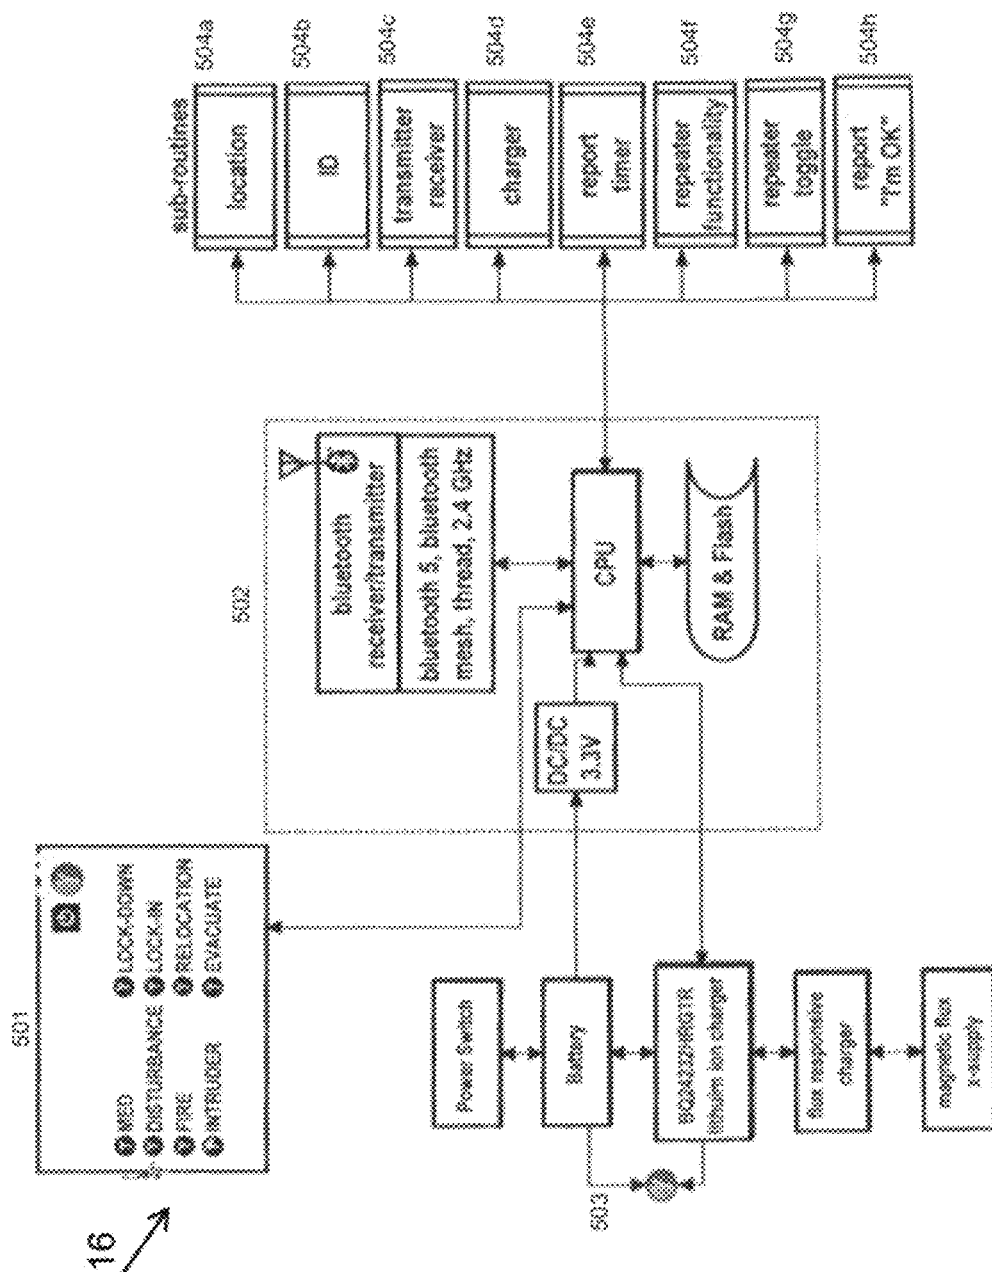 16
501
MED
DISTURBANCE
FIRE
INTRUDER
LOCK-DOWN
LOCK-IN
RELOCATION
EVACUATE
502
bluetooth
receiver/transmitter
bluetooth 5, bluetooth
mesh, thread, 2.4 GHz
DC/DC
3.3V
CPU
RAM & Flash
503
Power Switch
Battery
lithium ion charger
flux responsive
charger
magnetic flux
sub-routines
location
504a
ID
504b
transmitter
receiver
504c
charger
504d
report
timer
504e
repeater
functionality
504f
repeater
toggle
504g
report
"I'm OK"
504h